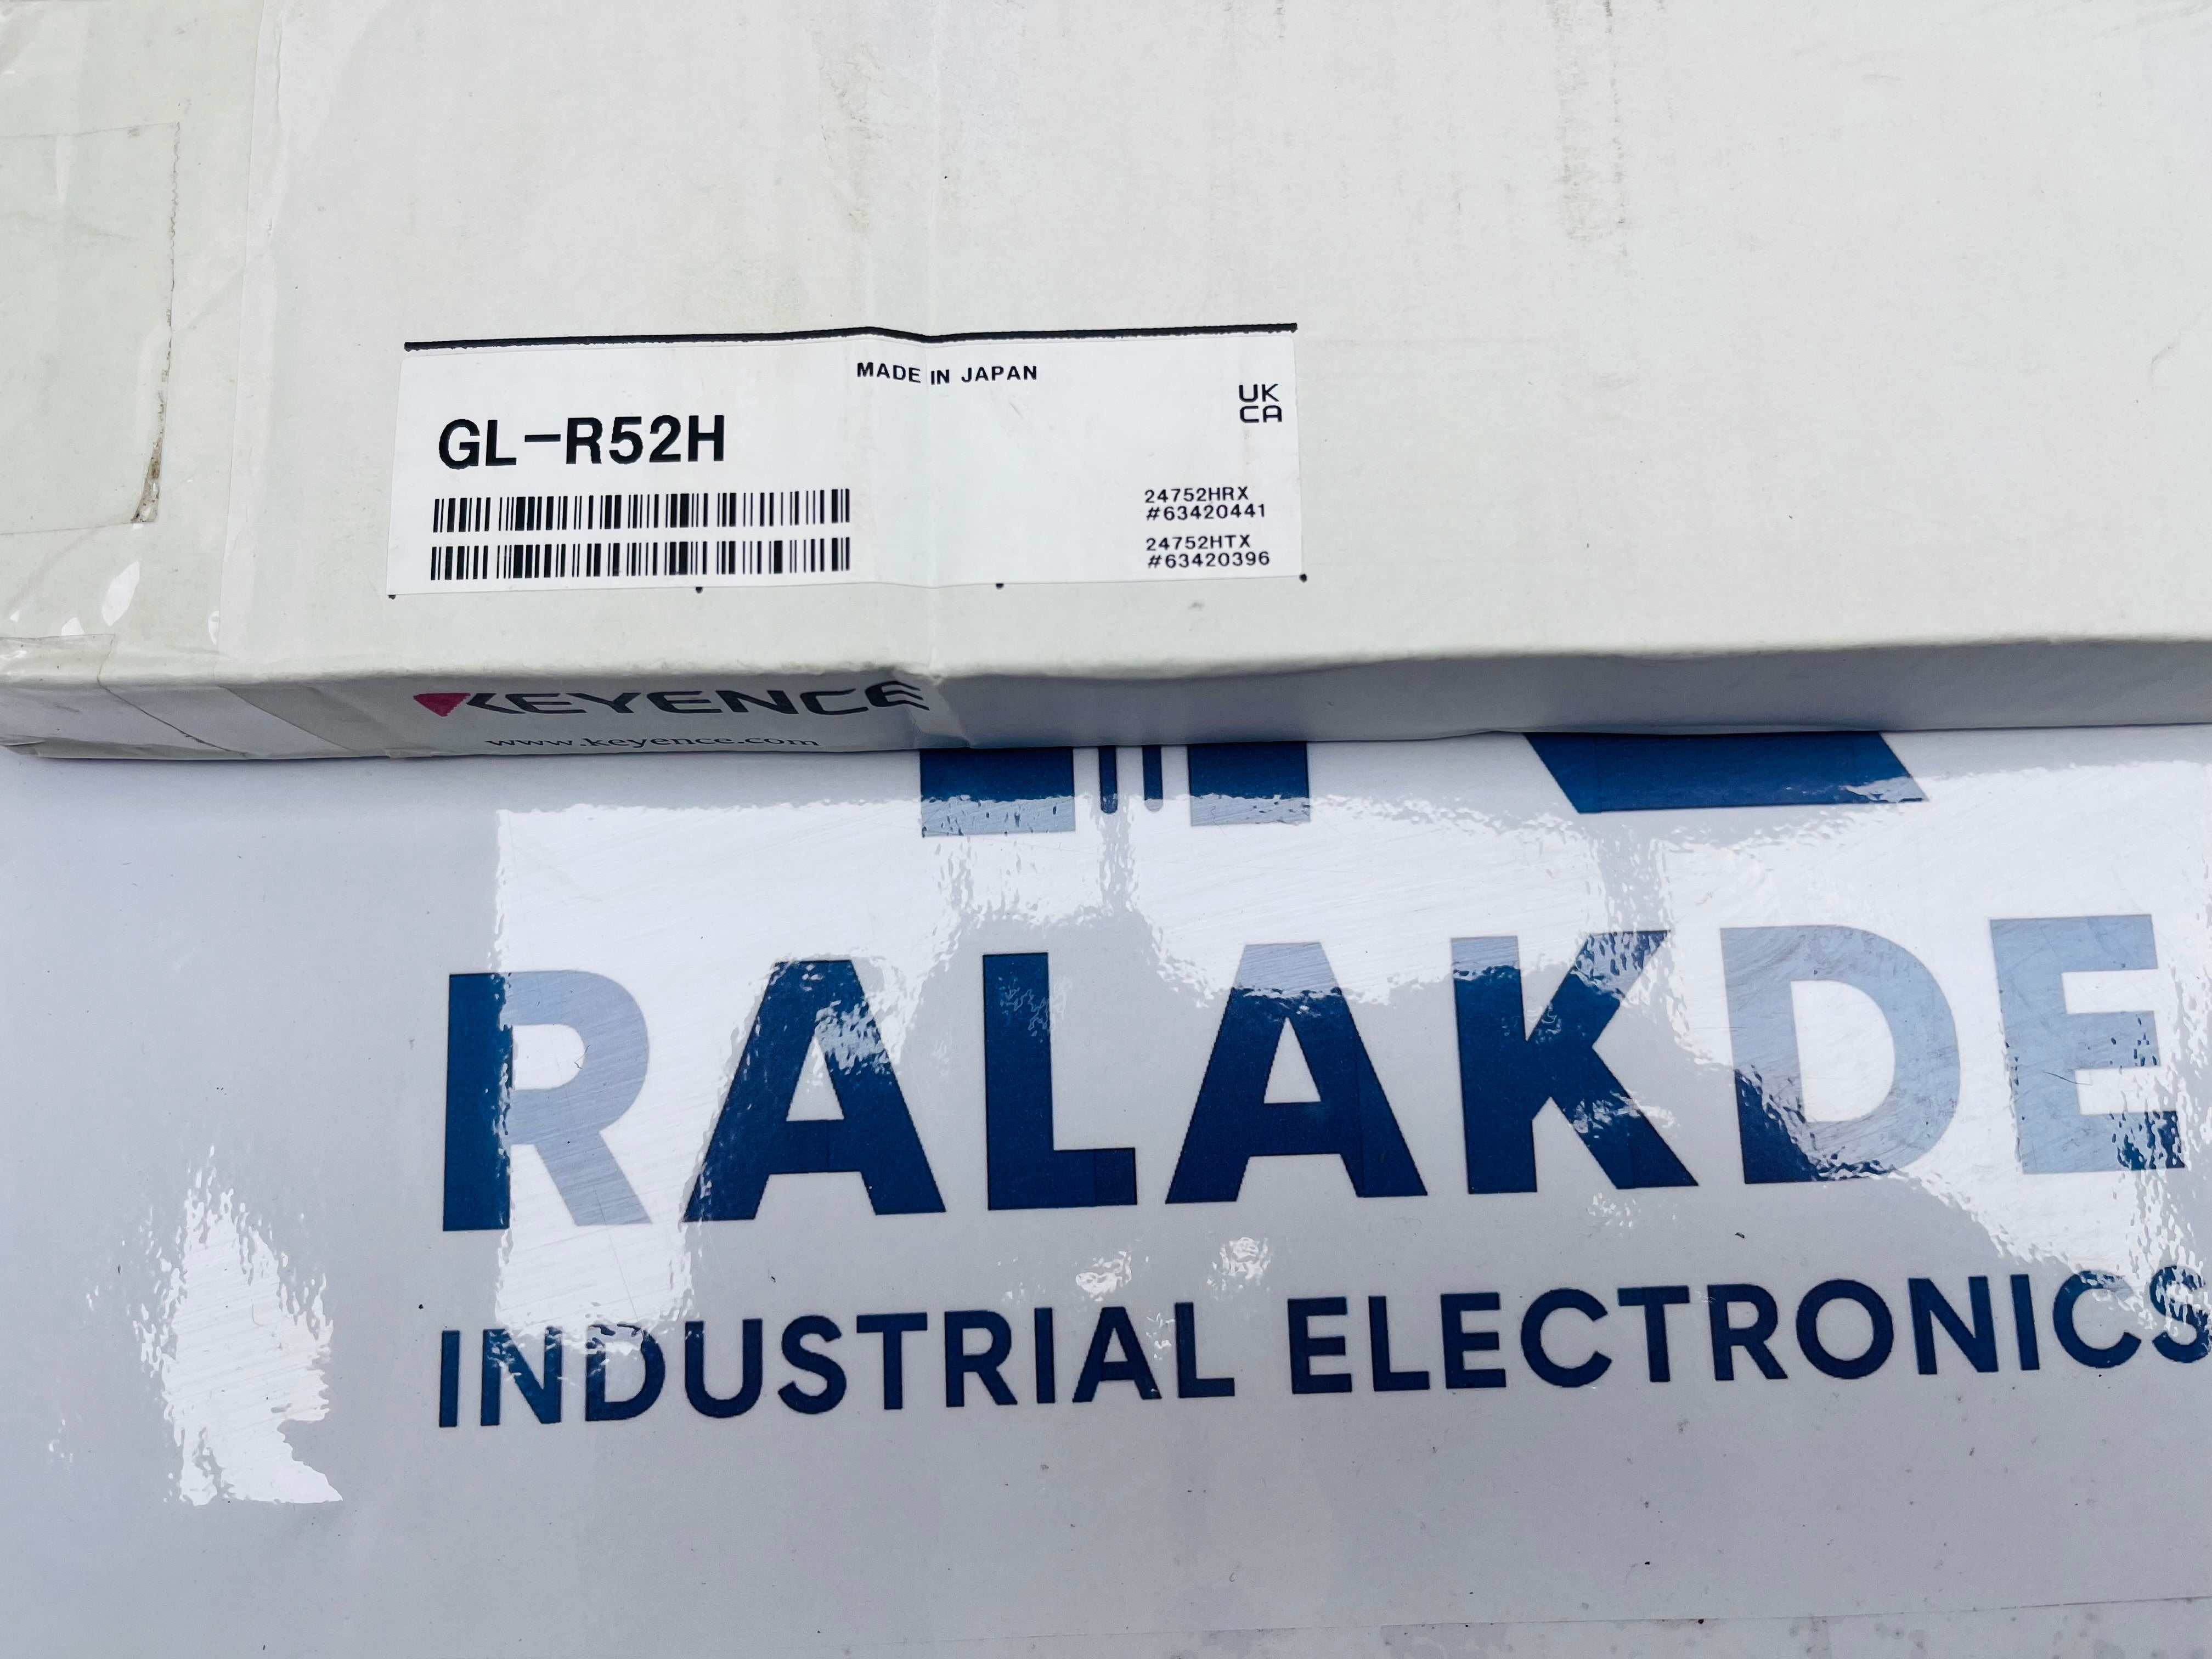 MADE IN JAPAN
UK
CA
GL-R52H
24752HRX
#63420441
24752HTX
#63420396
KEYENCE
www.keyence.com
RALAKDE
INDUSTRIAL ELECTRONICS